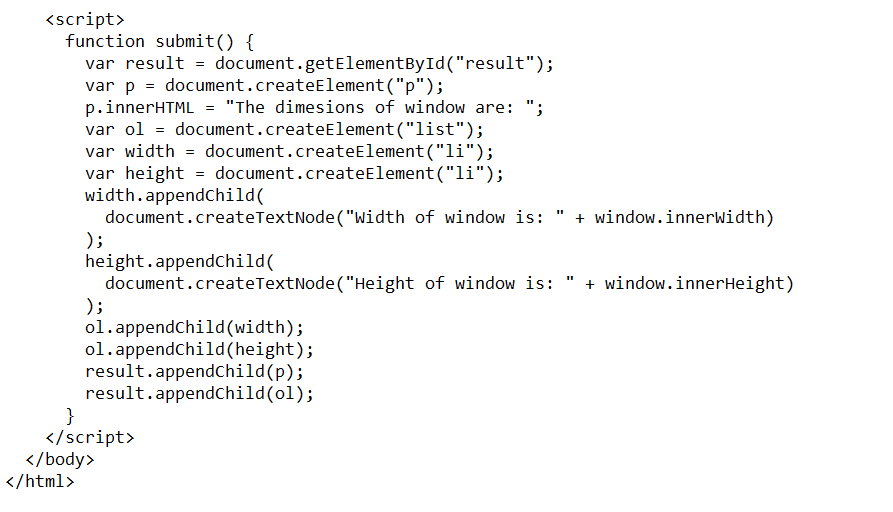 <script>
function submit() {
var result = document.getElementById("result");
var p = document.createElement("p");
p.innerHTML = "The dimesions of window are: ";
var ol = document.createElement("list");
var width = document.createElement("li");
var height = document.createElement("li");
width.appendChild(
document.createTextNode("Width of window is: " + window.innerWidth)
);
height.appendChild(
document.createTextNode("Height of window is: " + window.innerHeight)
);
ol.appendChild(width);
ol.appendChild(height);
result.appendChild(p);
result.appendChild(ol);
}
</script>
</body>
</html>